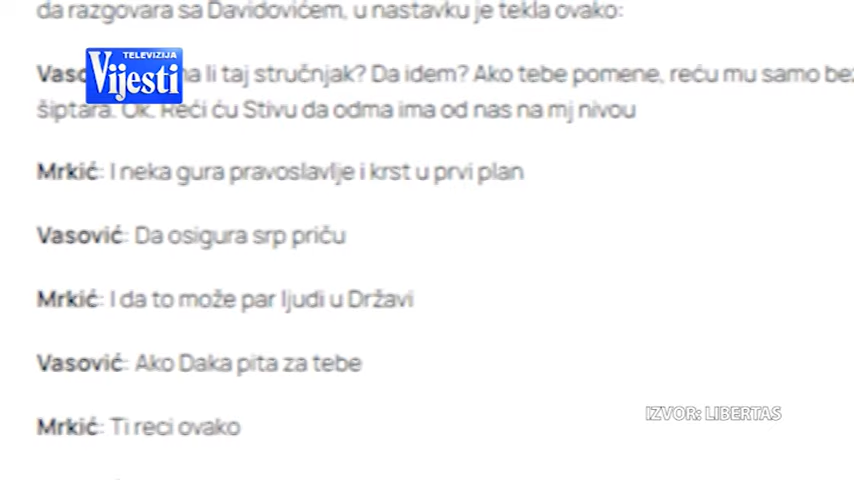 da razgovara sa Davidovićem, u nastavku je tekla ovako:
TELEVIZIJA
Vijesti
li taj stručnjak? Da idem? Ako tebe pomene, reću mu samo
šiptara. Ok. Reći ću Stivu da odma ima od nas na mj nivou
Mrkić: I neka gura pravoslavlje i krst u prvi plan
Vasović: Da osigura srp priču
Mrkić: I da to može par ljudi u Državi
Vasović: Ako Daka pita za tebe
IZVOR: LIBERTAS
Mrkić: Ti reci ovako